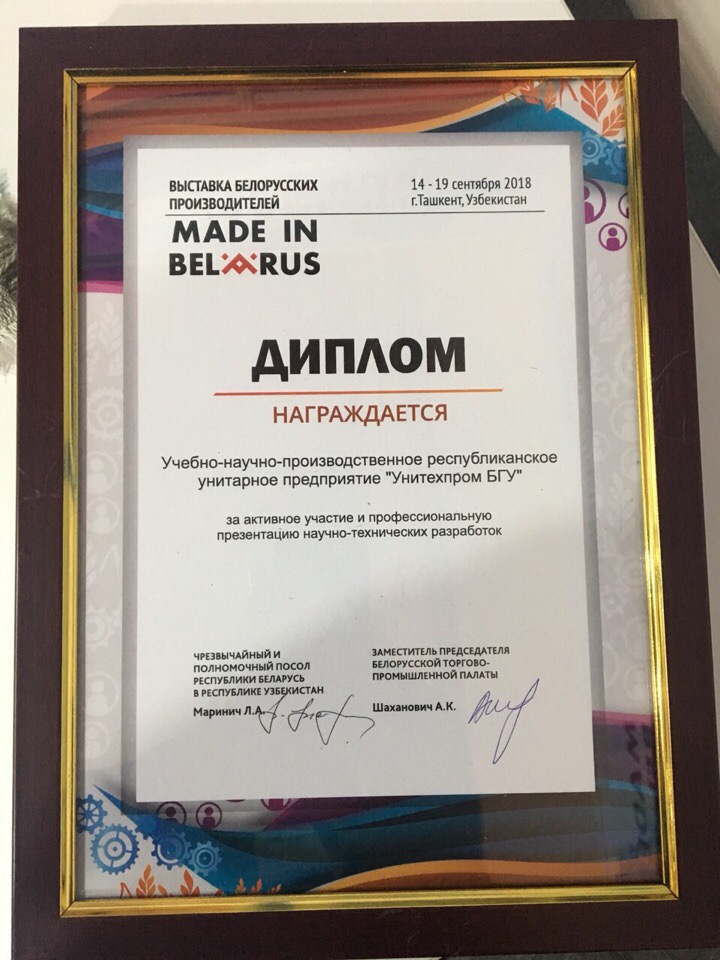 ВЫСТАВКА БЕЛОРУССКИХ
ПРОИЗВОДИТЕЛЕЙ
14 - 19 сентября 2018
г.Ташкент, Узбекистан
MADE IN
BELARUS
ДИПЛОМ
НАГРАЖДАЕТСЯ
Учебно-научно-производственное республиканское
унитарное предприятие "Унитехпром БГУ"
за активное участие и профессиональную
презентацию научно-технических разработок
ЧРЕЗВЫЧАЙНЫЙ И
ПОЛНОМОЧНЫЙ ПОСОЛ
РЕСПУБЛИКИ БЕЛАРУСЬ
В РЕСПУБЛИКЕ УЗБЕКИСТАН
Маринич Л.А.
ЗАМЕСТИТЕЛЬ ПРЕДСЕДАТЕЛЯ
БЕЛОРУССКОЙ ТОРГОВО-
ПРОМЫШЛЕННОЙ ПАЛАТЫ
Шаханович А.К.